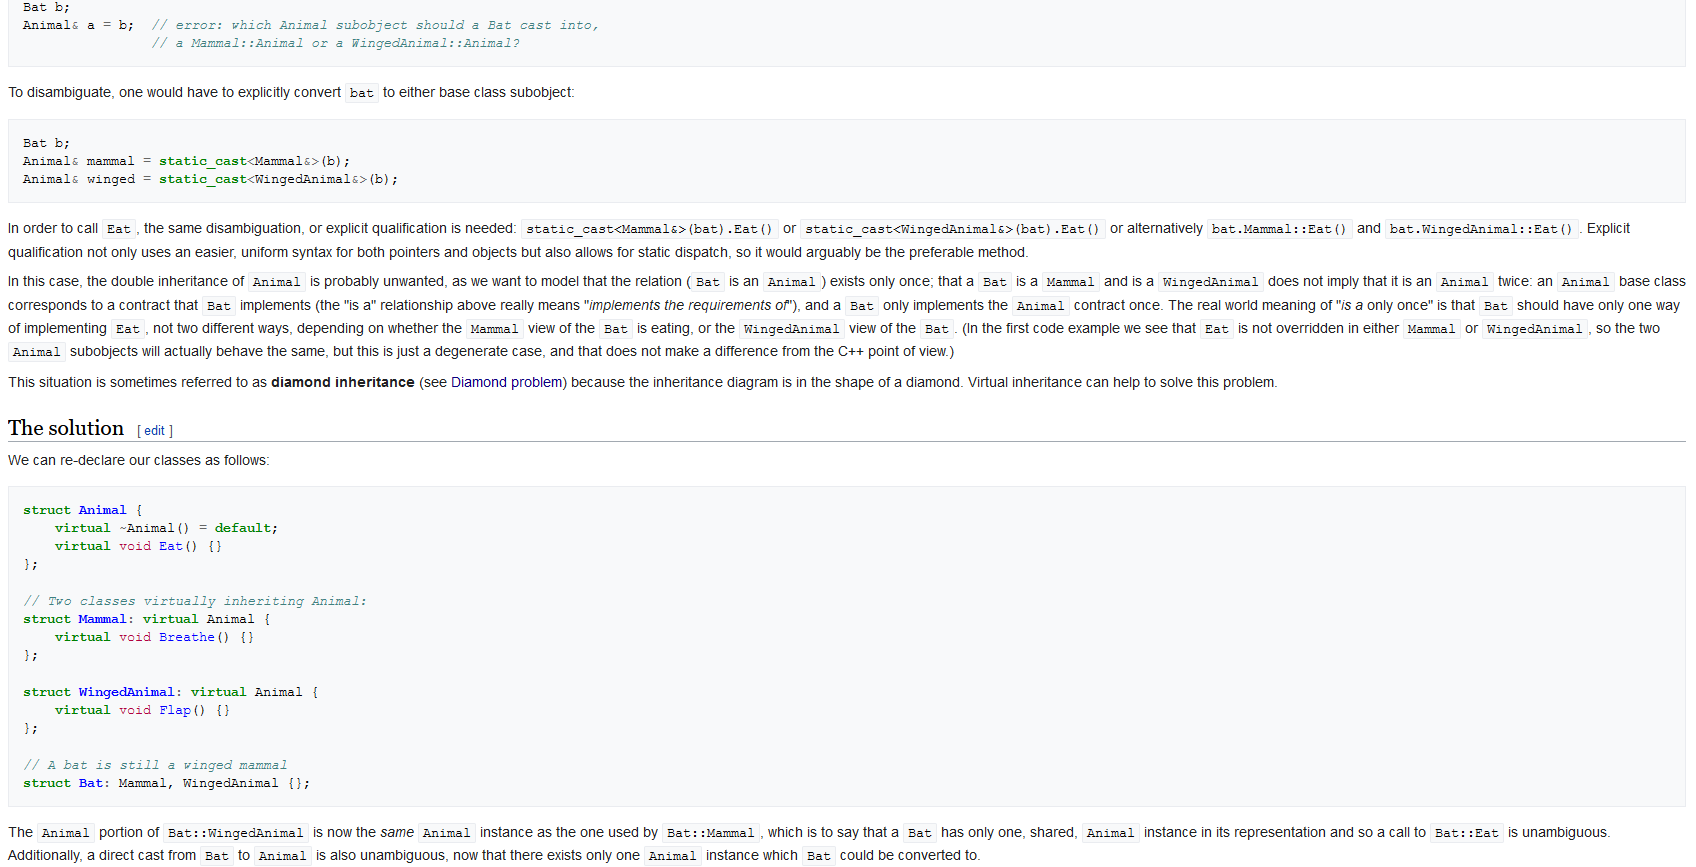 Bat b;
Animal& a = b;  // error: which Animal subobject should a Bat cast into,
                // a Mammal::Animal or a WingedAnimal::Animal?
To disambiguate, one would have to explicitly convert bat to either base class subobject:
Bat b;
Animal& mammal = static_cast<Mammal&>(b);
Animal& winged = static_cast<WingedAnimal&>(b);
In order to call Eat, the same disambiguation, or explicit qualification is needed: static_cast<Mammal&>(bat).Eat() or static_cast<WingedAnimal&>(bat).Eat() or alternatively bat.Mammal::Eat() and bat.WingedAnimal::Eat(). Explicit
qualification not only uses an easier, uniform syntax for both pointers and objects but also allows for static dispatch, so it would arguably be the preferable method.
In this case, the double inheritance of Animal is probably unwanted, as we want to model that the relation (Bat is an Animal) exists only once; that a Bat is a Mammal and is a WingedAnimal does not imply that it is an Animal twice: an Animal base class
corresponds to a contract that Bat implements (the "is a" relationship above really means "implements the requirements of"), and a Bat only implements the Animal contract once. The real world meaning of "is a only once" is that Bat should have only one way
of implementing Eat, not two different ways, depending on whether the Mammal view of the Bat is eating, or the WingedAnimal view of the Bat. (In the first code example we see that Eat is not overridden in either Mammal or WingedAnimal, so the two
Animal subobjects will actually behave the same, but this is just a degenerate case, and that does not make a difference from the C++ point of view.)
This situation is sometimes referred to as diamond inheritance (see Diamond problem) because the inheritance diagram is in the shape of a diamond. Virtual inheritance can help to solve this problem.
The solution [ edit ]
We can re-declare our classes as follows:
struct Animal {
    virtual ~Animal() = default;
    virtual void Eat() {}
};
// Two classes virtually inheriting Animal:
struct Mammal: virtual Animal {
    virtual void Breathe() {}
};
struct WingedAnimal: virtual Animal {
    virtual void Flap() {}
};
// A bat is still a winged mammal
struct Bat: Mammal, WingedAnimal {};
The Animal portion of Bat::WingedAnimal is now the same Animal instance as the one used by Bat::Mammal, which is to say that a Bat has only one, shared, Animal instance in its representation and so a call to Bat::Eat is unambiguous.
Additionally, a direct cast from Bat to Animal is also unambiguous, now that there exists only one Animal instance which Bat could be converted to.